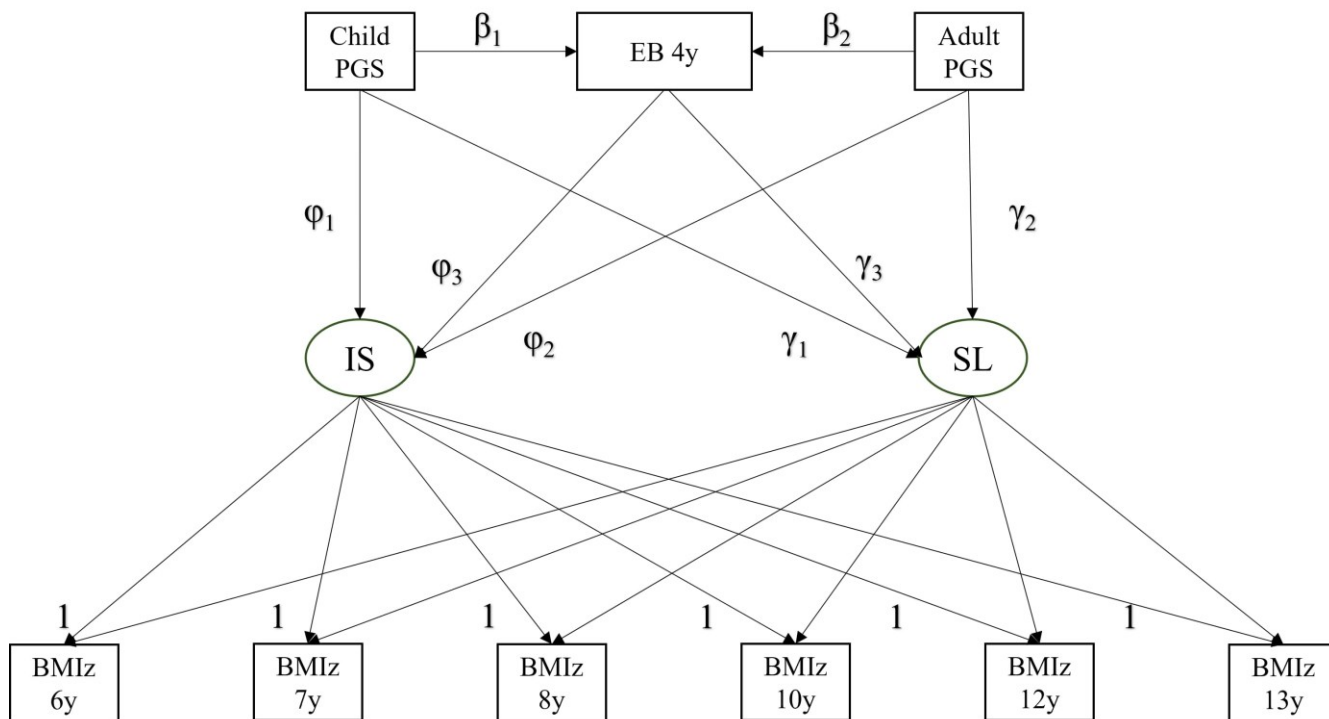 Child
PGS
β₁
EB 4y
β₂
Adult
PGS
φ₁
φ₃
γ₃
γ₂
IS
φ₂
γ₁
SL
1
1
1
1
1
1
BMIz
6y
BMIz
7y
BMIz
8y
BMIz
10y
BMIz
12y
BMIz
13y